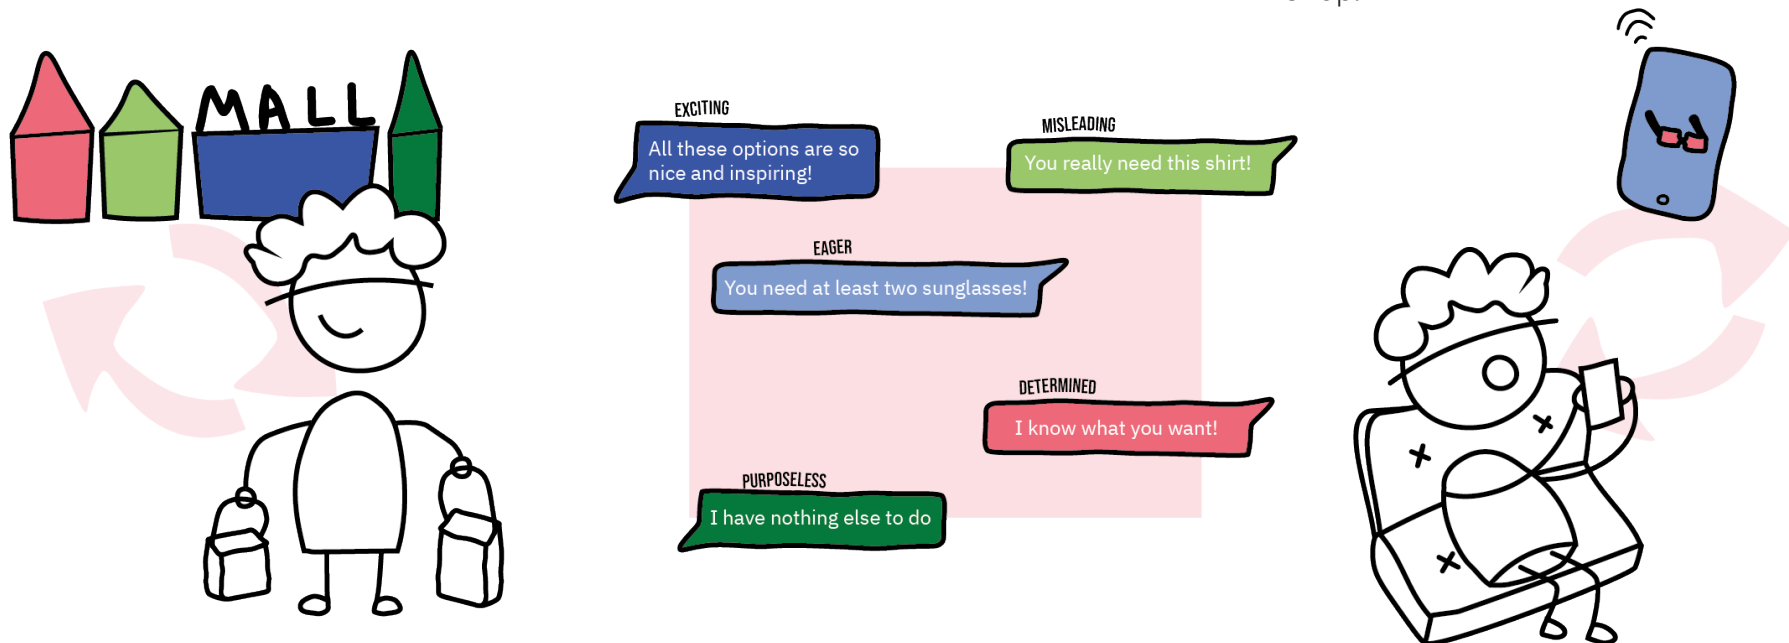 MALL
EXCITING
All these options are so
nice and inspiring!
MISLEADING
You really need this shirt!
EAGER
You need at least two sunglasses!
DETERMINED
I know what you want!
PURPOSELESS
I have nothing else to do